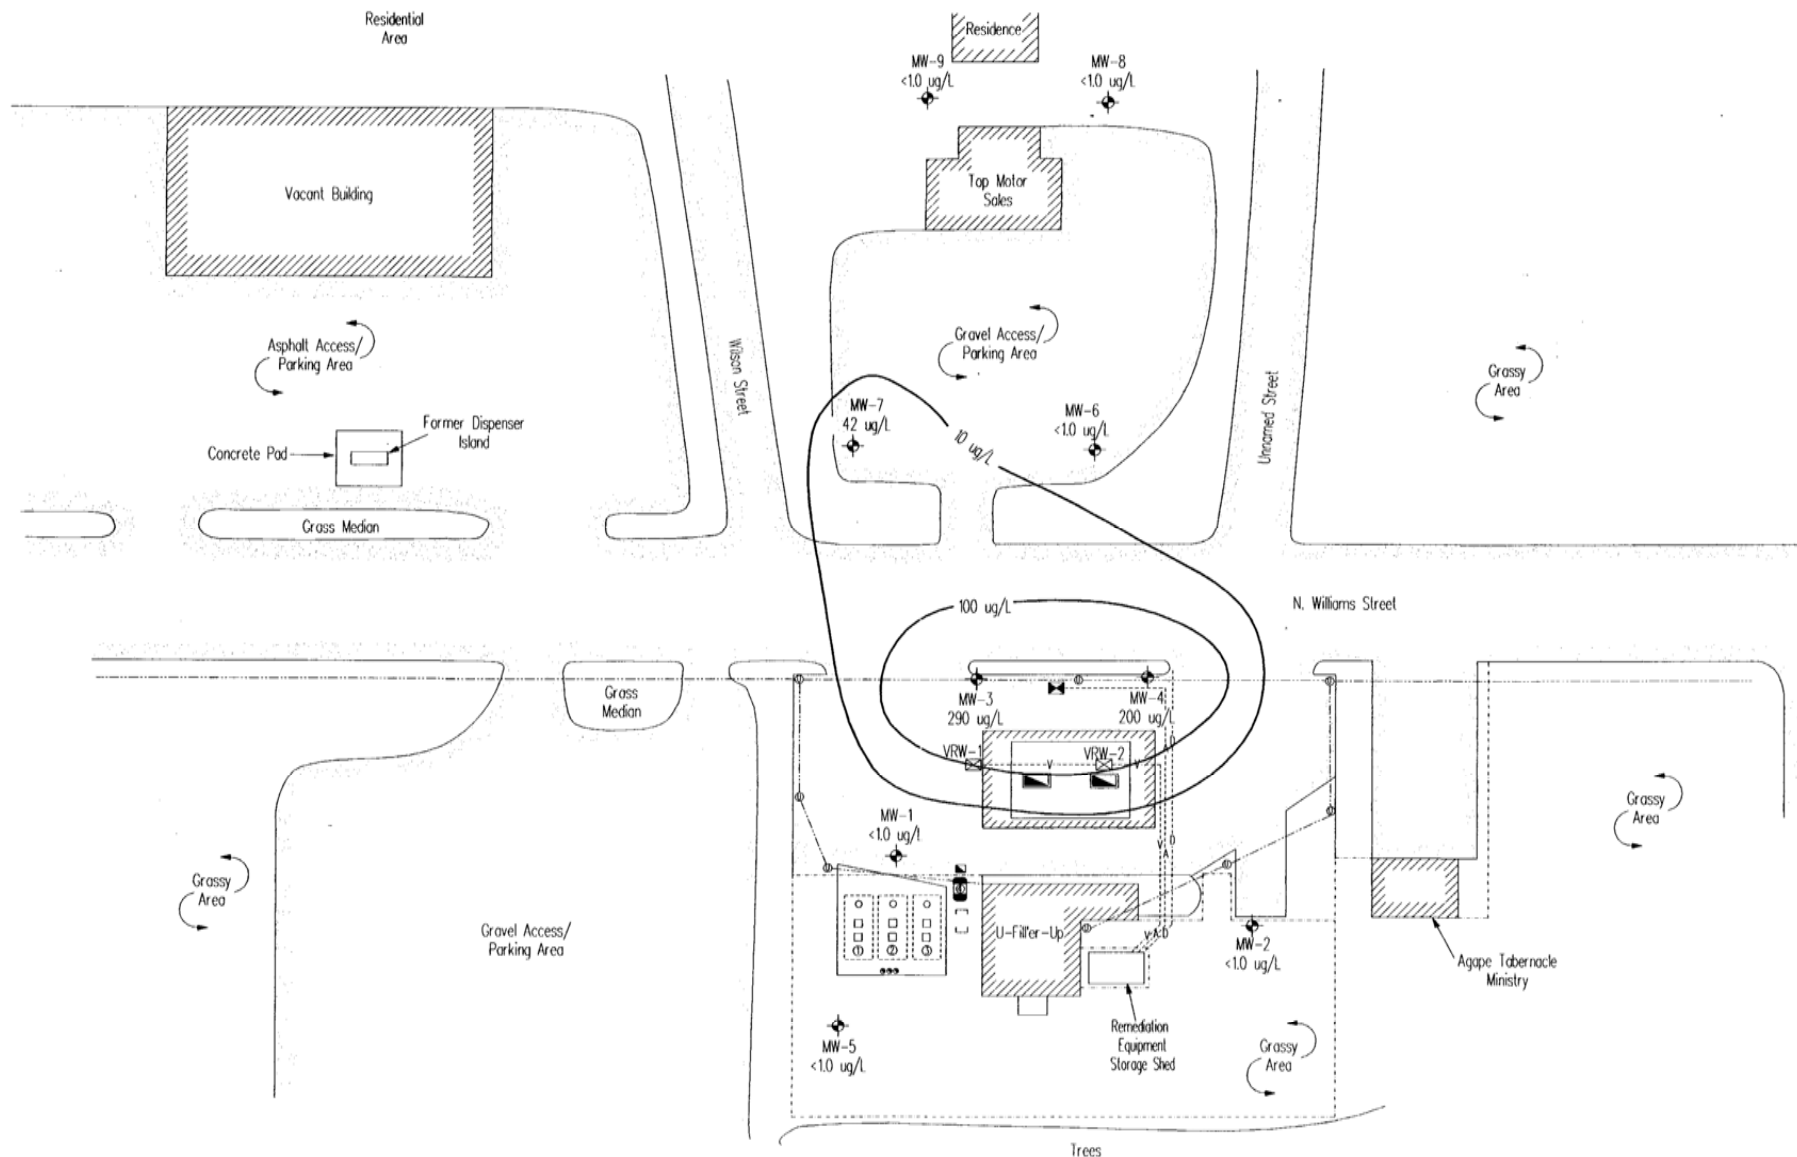 Residential
Area
Residence
MW-9
<1.0 ug/L
MW-8
<1.0 ug/L
Vacant Building
Top Motor
Sales
Asphalt Access/
Parking Area
Wilson Street
Gravel Access/
Parking Area
Unnamed Street
Grassy
Area
Former Dispenser
Island
Concrete Pad
MW-7
42 ug/L
MW-6
<1.0 ug/L
10 ug/L
Grass Median
100 ug/L
N. Williams Street
Grass
Median
MW-3
290 ug/L
MW-4
200 ug/L
VRW-1
VRW-2
V
V
A
D
MW-1
<1.0 ug/L
V
A
D
Grassy
Area
Grassy
Area
Gravel Access/
Parking Area
1
2
3
U-Fill'er-Up
V-A-D
MW-2
<1.0 ug/L
Agape Tabernacle
Ministry
MW-5
<1.0 ug/L
Remediation
Equipment
Storage Shed
Grassy
Area
Trees